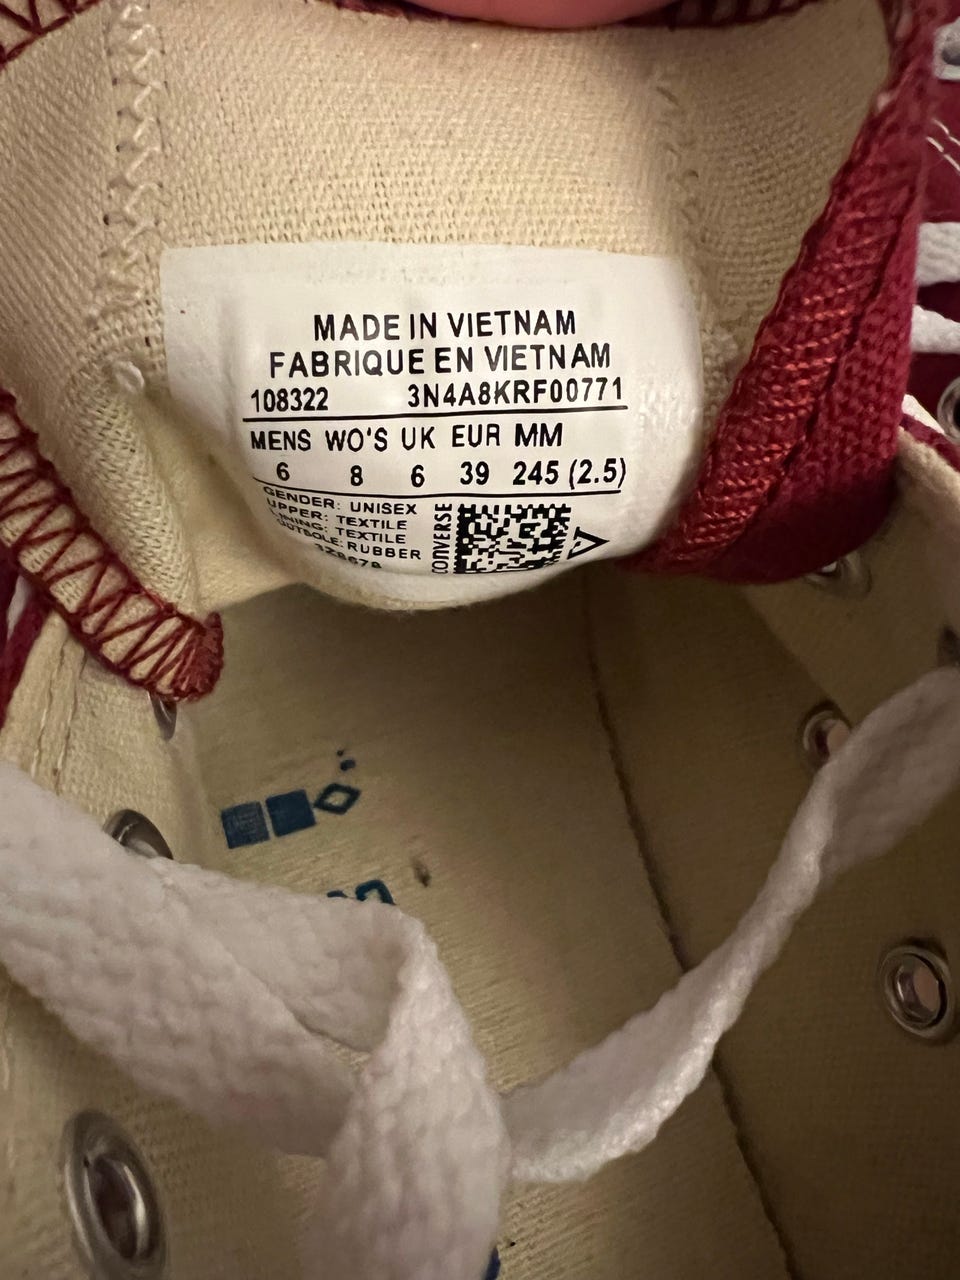 MADE IN VIETNAM
FABRIQUE EN VIETNAM
108322 3N4A8KRF00771
MENS WO'S UK EUR MM
6 8 6 39 245 (2.5)
GENDER: UNISEX
UPPER: TEXTILE
LINING: TEXTILE
OUTSOLE: RUBBER
CONVERSE